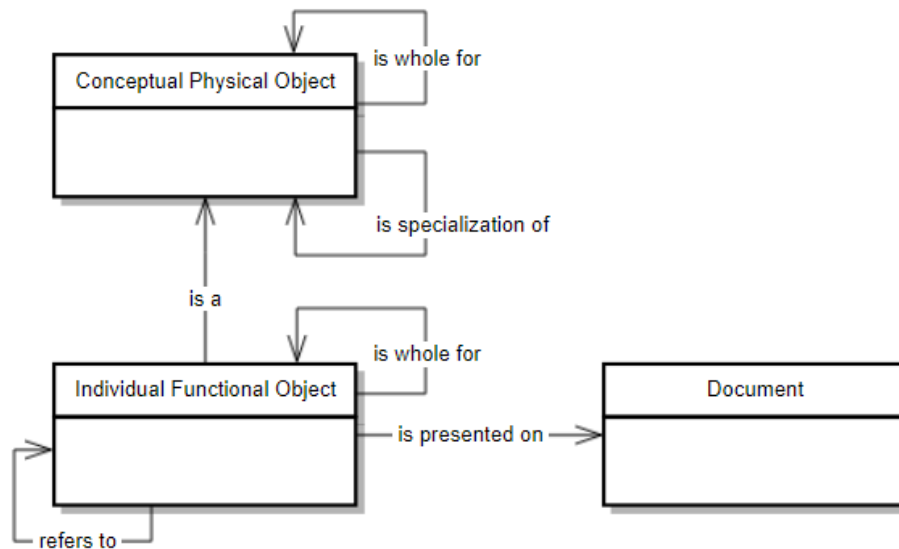 is whole for
Conceptual Physical Object
is specialization of
is a
is whole for
Individual Functional Object
Document
is presented on
refers to